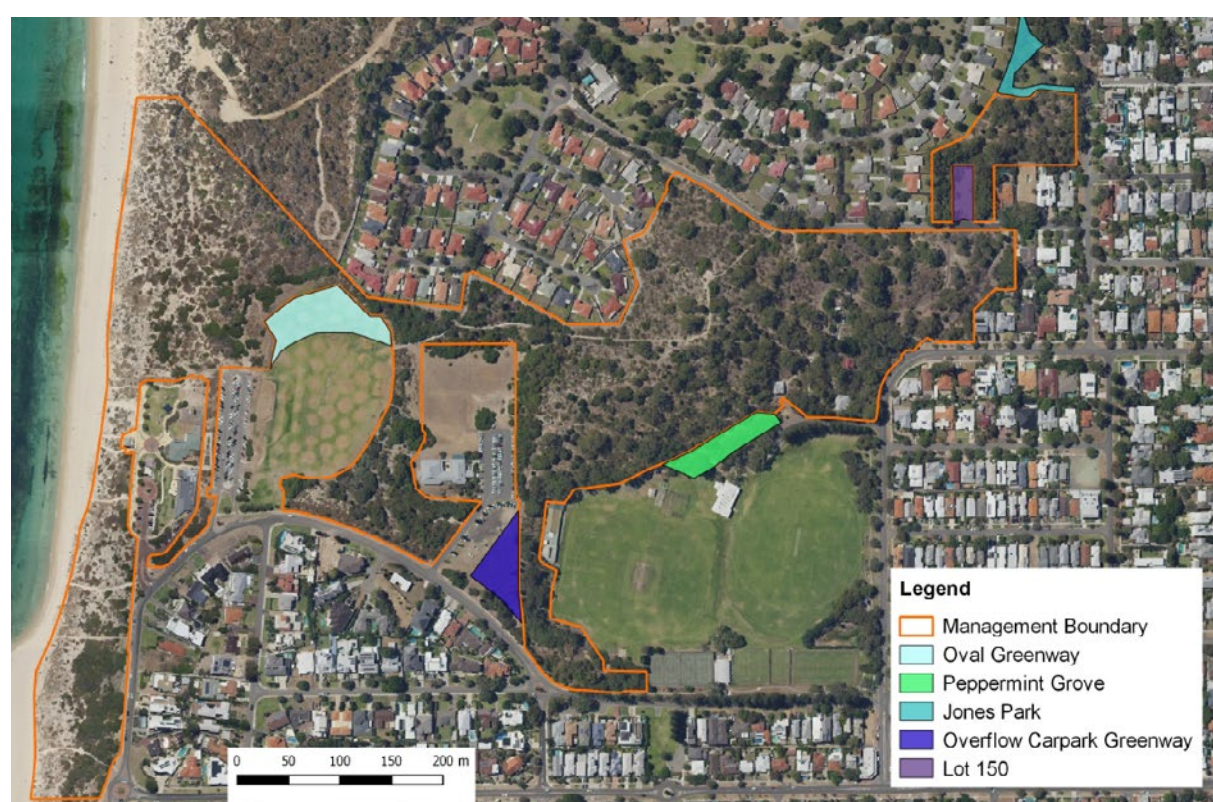 Legend
Management Boundary
Oval Greenway
Peppermint Grove
Jones Park
Overflow Carpark Greenway
Lot 150
0 50 100 150 200 m